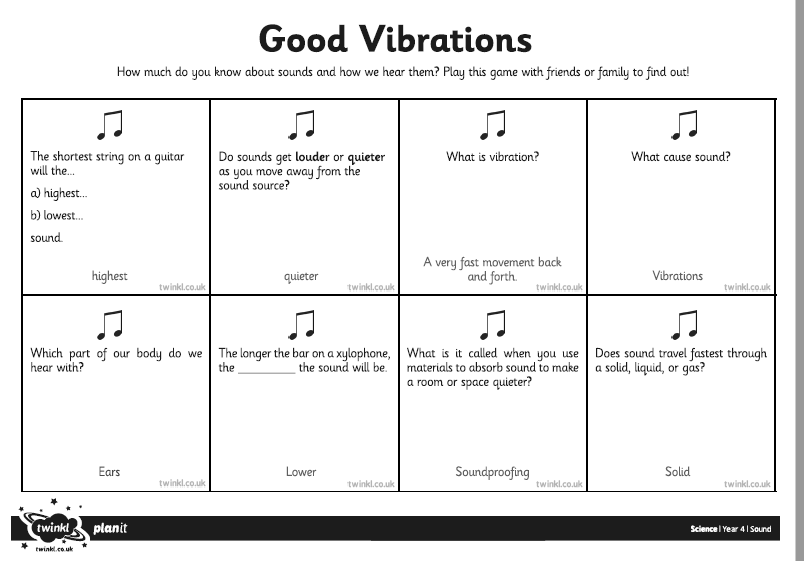 Good Vibrations
How much do you know about sounds and how we hear them? Play this game with friends or family to find out!
The shortest string on a guitar
will the...
a) highest...
b) lowest...
sound.
highest
twinkl.co.uk
Do sounds get louder or quieter
as you move away from the
sound source?
quieter
twinkl.co.uk
What is vibration?
A very fast movement back
and forth.
twinkl.co.uk
What cause sound?
Vibrations
twinkl.co.uk
Which part of our body do we
hear with?
Ears
twinkl.co.uk
The longer the bar on a xylophone,
the _________ the sound will be.
Lower
twinkl.co.uk
What is it called when you use
materials to absorb sound to make
a room or space quieter?
Soundproofing
twinkl.co.uk
Does sound travel fastest through
a solid, liquid, or gas?
Solid
twinkl.co.uk
twinkl planit
twinkl.co.uk
Science | Year 4 | Sound